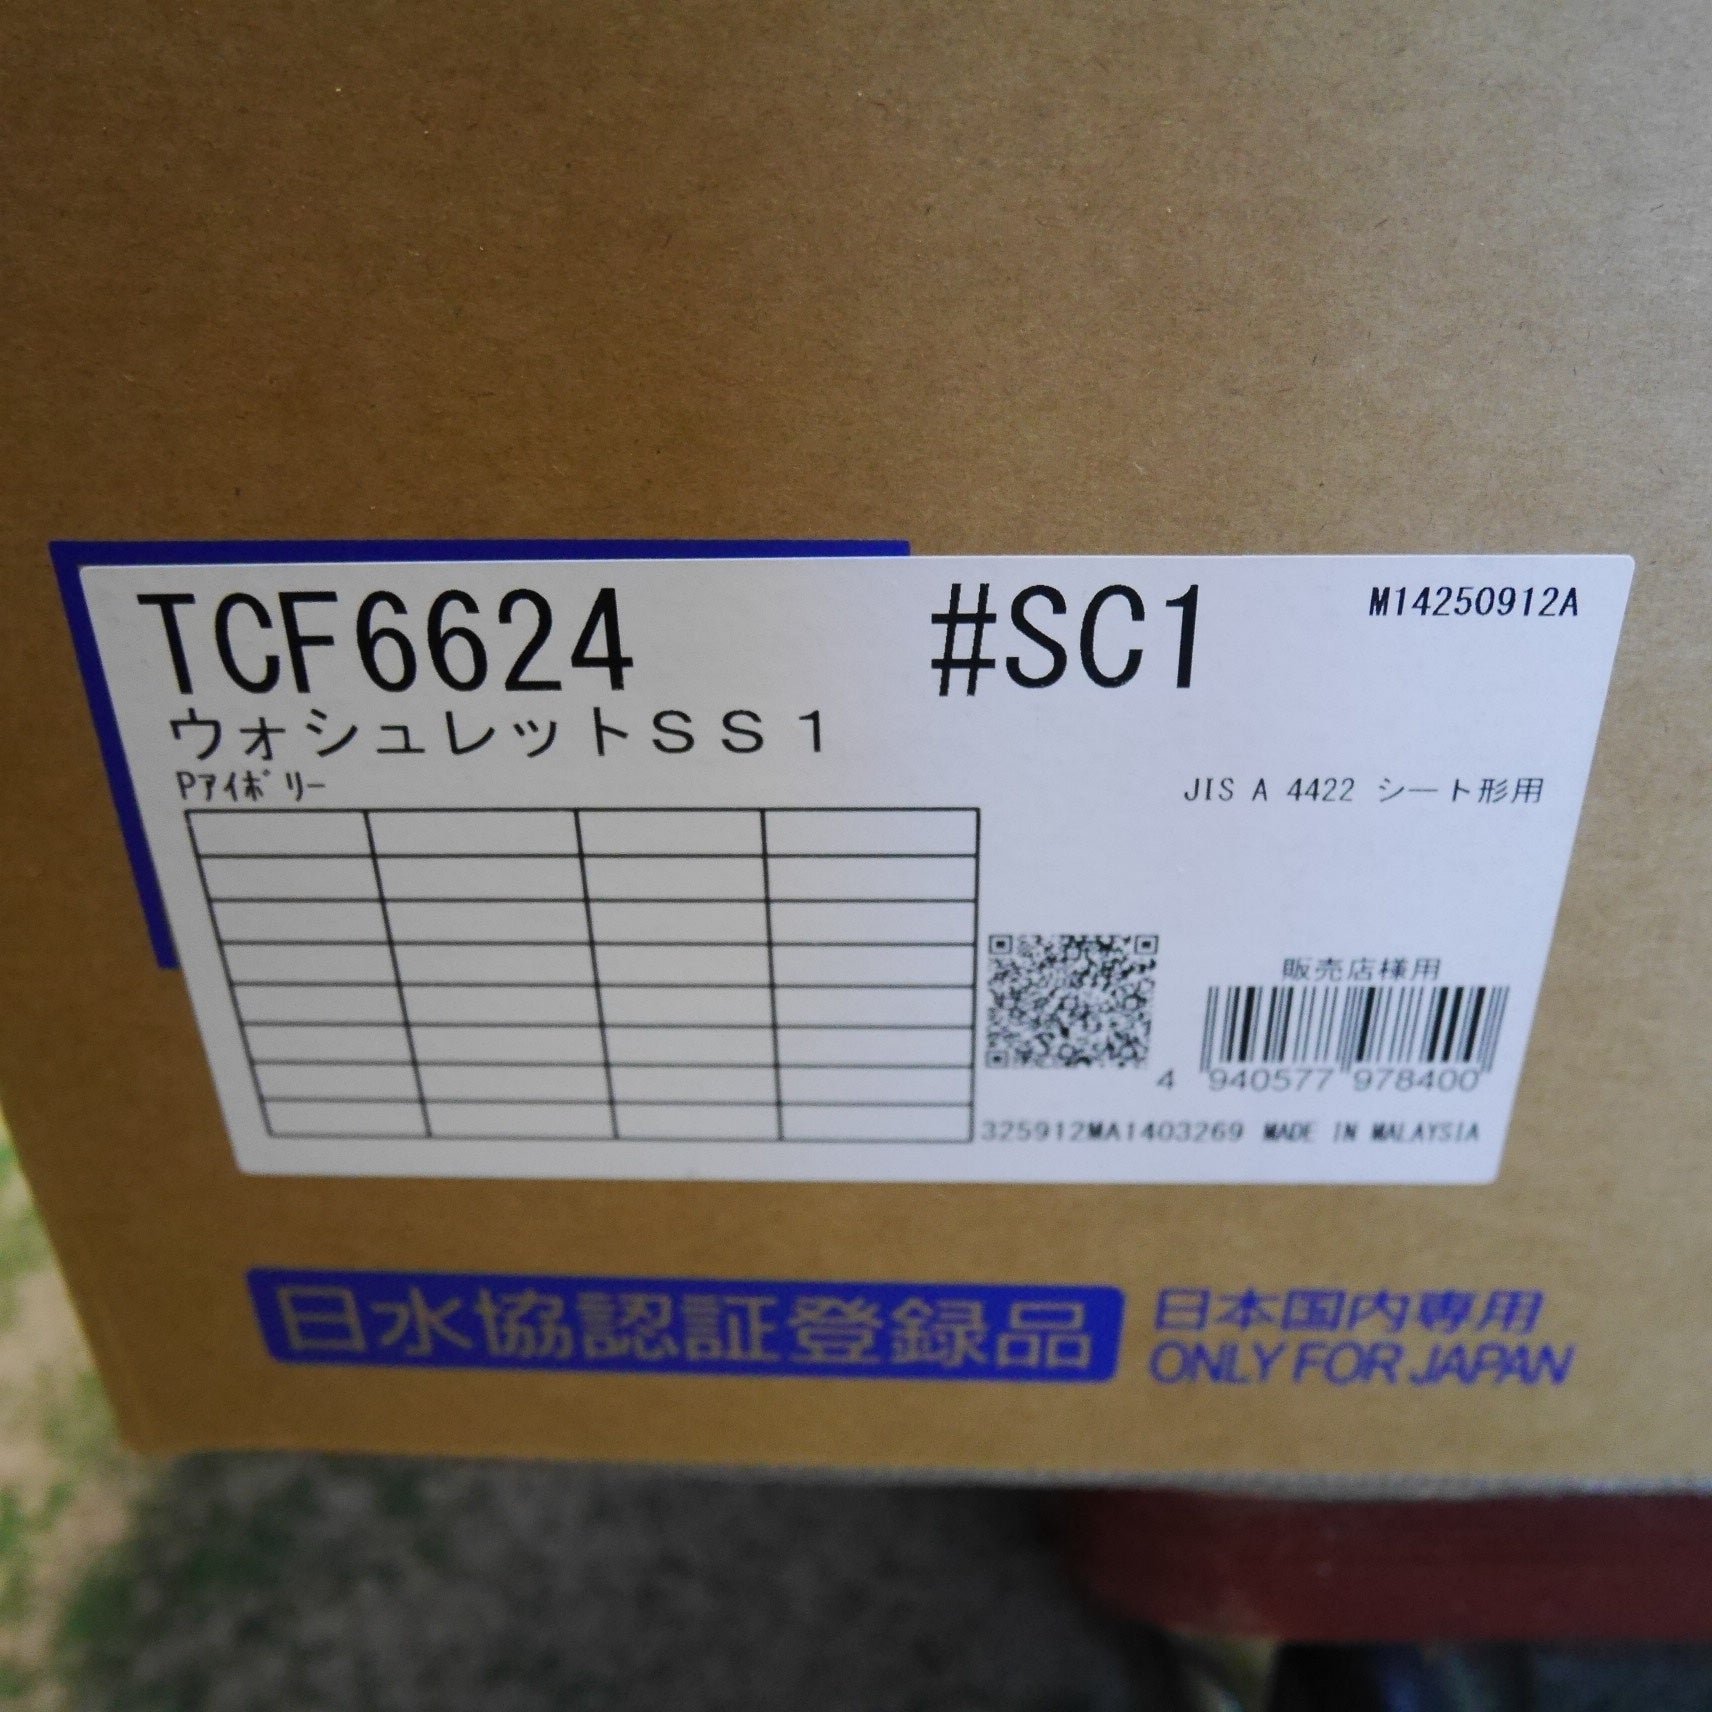 TCF6624 #SC1 M14250912A
ウォシュレットSS1
Pアイボリー JIS A 4422 シート形用
販売店様用
4 940577 978400
325912MA1403269 MADE IN MALAYSIA
日水協認証登録品 日本国内専用
ONLY FOR JAPAN